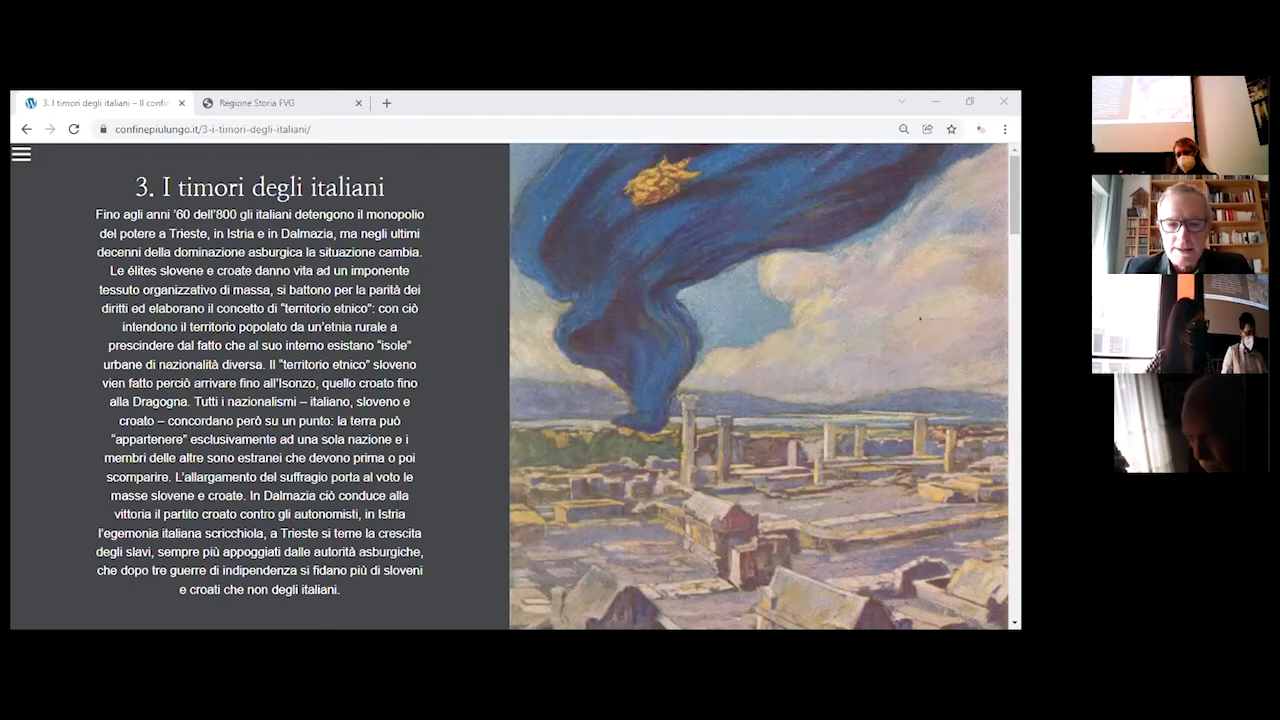 3. I timori degli italiani – Il confin
Regione Storia FVG
confinepiulungo.it/3-i-timori-degli-italiani/
3. I timori degli italiani
Fino agli anni '60 dell'800 gli italiani detengono il monopolio
del potere a Trieste, in Istria e in Dalmazia, ma negli ultimi
decenni della dominazione asburgica la situazione cambia.
Le élites slovene e croate danno vita ad un imponente
tessuto organizzativo di massa, si battono per la parità dei
diritti ed elaborano il concetto di “territorio etnico”: con ciò
intendono il territorio popolato da un'etnia rurale a
prescindere dal fatto che al suo interno esistano “isole”
urbane di nazionalità diversa. Il “territorio etnico” sloveno
vien fatto perciò arrivare fino all'Isonzo, quello croato fino
alla Dragogna. Tutti i nazionalismi – italiano, sloveno e
croato – concordano però su un punto: la terra può
“appartenere” esclusivamente ad una sola nazione e i
membri delle altre sono estranei che devono prima o poi
scomparire. L'allargamento del suffragio porta al voto le
masse slovene e croate. In Dalmazia ciò conduce alla
vittoria il partito croato contro gli autonomisti, in Istria
l'egemonia italiana scricchiola, a Trieste si teme la crescita
degli slavi, sempre più appoggiati dalle autorità asburgiche,
che dopo tre guerre di indipendenza si fidano più di sloveni
e croati che non degli italiani.